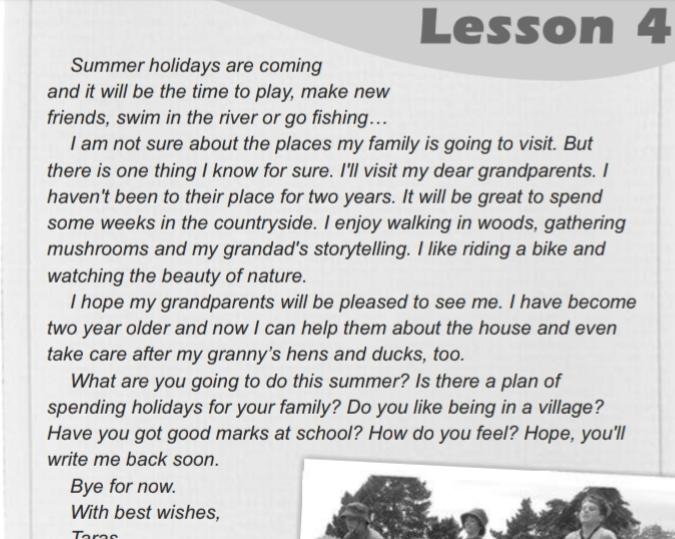 Lesson 4
Summer holidays are coming
and it will be the time to play, make new
friends, swim in the river or go fishing…
I am not sure about the places my family is going to visit. But
there is one thing I know for sure. I'll visit my dear grandparents. I
haven't been to their place for two years. It will be great to spend
some weeks in the countryside. I enjoy walking in woods, gathering
mushrooms and my grandad's storytelling. I like riding a bike and
watching the beauty of nature.
I hope my grandparents will be pleased to see me. I have become
two year older and now I can help them about the house and even
take care after my granny’s hens and ducks, too.
What are you going to do this summer? Is there a plan of
spending holidays for your family? Do you like being in a village?
Have you got good marks at school? How do you feel? Hope, you'll
write me back soon.
Bye for now.
With best wishes,
Taras